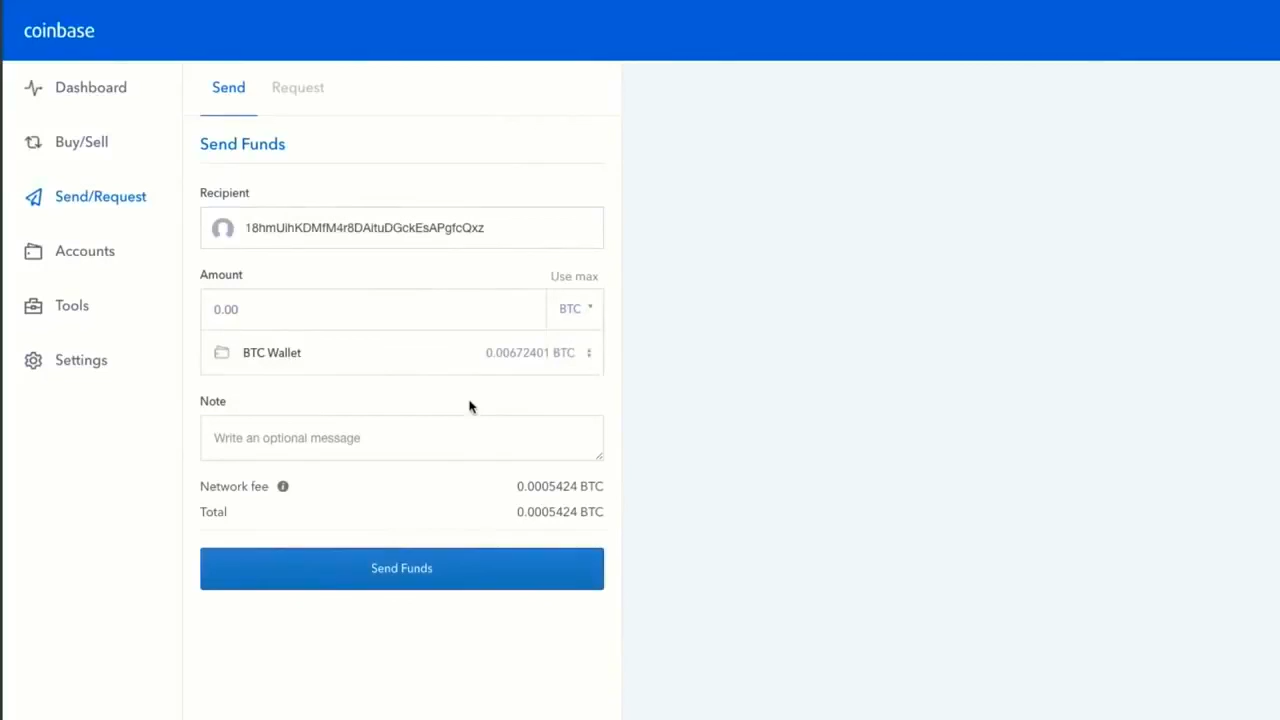 coinbase
Dashboard
Buy/Sell
Send/Request
Accounts
Tools
Settings
Send Request
Send Funds
Recipient
18hmUihKDMfM4r8DAituDGckEsAPgfcQxz
Amount Use max
0.00 BTC
BTC Wallet 0.00672401 BTC
Note
Write an optional message
Network fee 0.0005424 BTC
Total 0.0005424 BTC
Send Funds